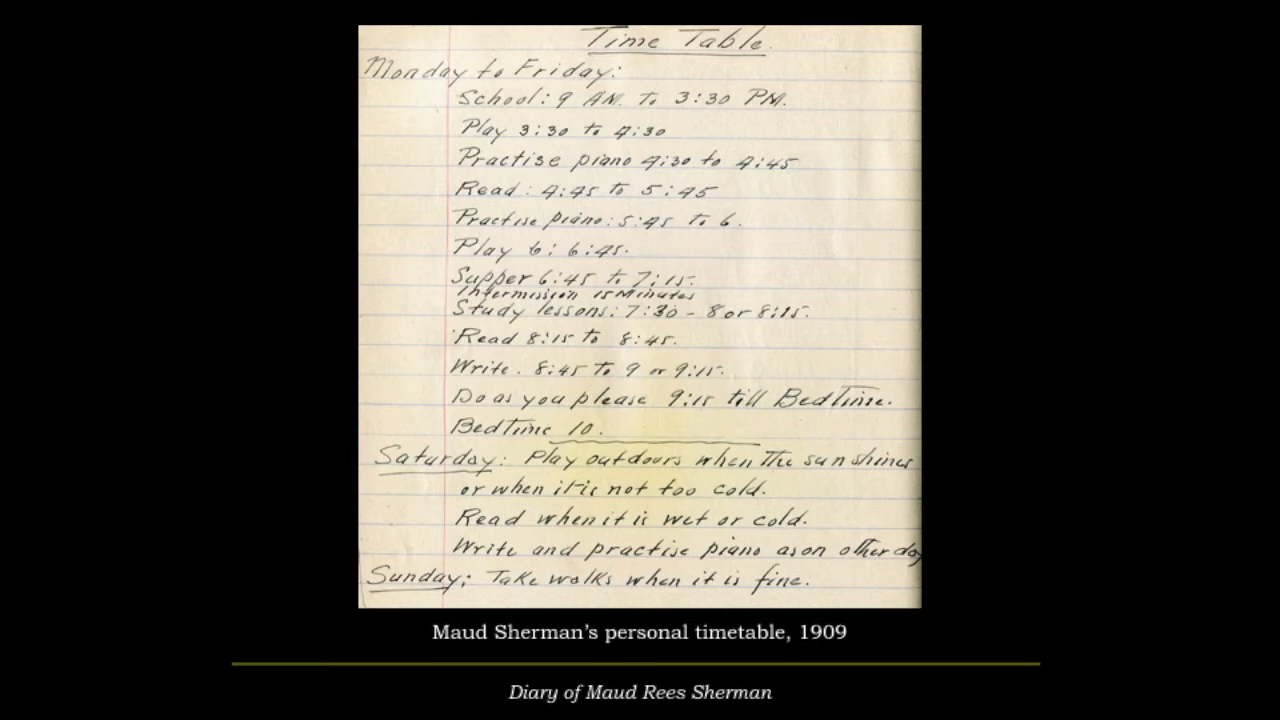 Time Table.
Monday to Friday:
School: 9 AM. to 3:30 PM.
Play 3:30 to 4:30
Practise piano 4:30 to 4:45
Read: 4:45 to 5:45
Practise piano: 5:45 to 6.
Play 6: 6:45.
Supper 6:45 to 7:15.
Intermission 15 Minutes
Study lessons: 7:30 - 8 or 8:15.
Read 8:15 to 8:45.
Write. 8:45 to 9 or 9:15.
Do as you please 9:15 till BedTime.
BedTime 10.
Saturday: Play outdours when the sun shines
or when it is not too cold.
Read when it is wet or cold.
Write and practise piano as on other day
Sunday: Take walks when it is fine.
Maud Sherman's personal timetable, 1909
Diary of Maud Rees Sherman